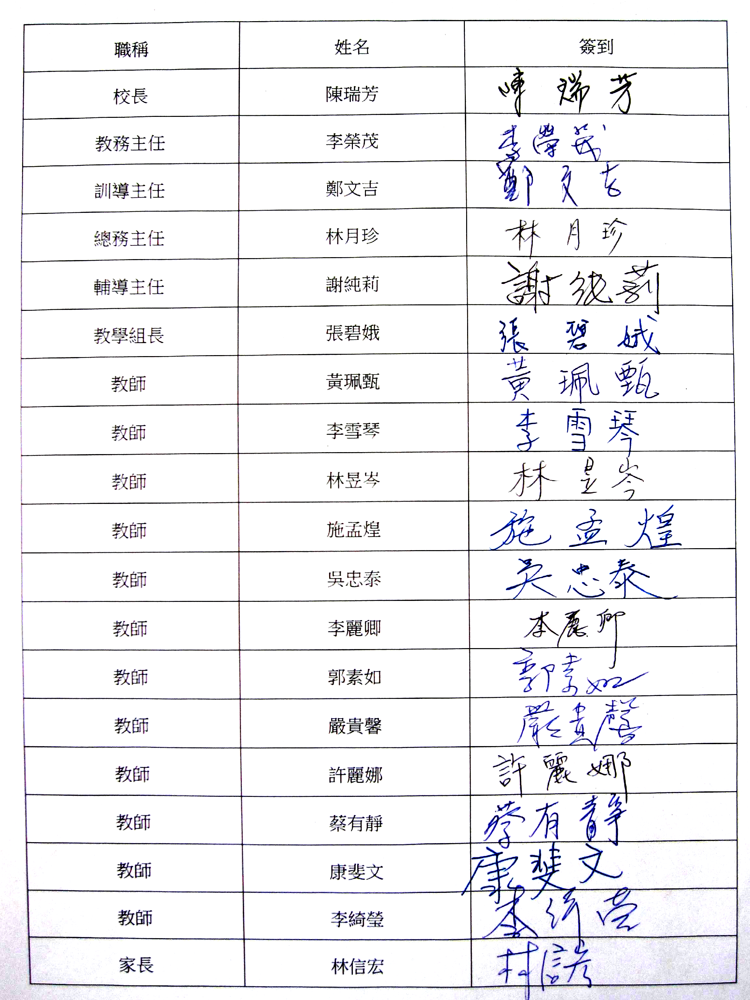 職稱 姓名 簽到
校長 陳瑞芳 陳瑞芳
教務主任 李榮茂 李榮茂
訓導主任 鄭文吉 鄭文吉
總務主任 林月珍 林月珍
輔導主任 謝純莉 謝純莉
教學組長 張碧娥 張碧娥
教師 黃珮甄 黃珮甄
教師 李雪琴 李雪琴
教師 林昱岑 林昱岑
教師 施孟煌 施孟煌
教師 吳忠泰 吳忠泰
教師 李麗卿 李麗卿
教師 郭素如 郭素如
教師 嚴貴馨 嚴貴馨
教師 許麗娜 許麗娜
教師 蔡有靜 蔡有靜
教師 康斐文 康斐文
教師 李綺瑩 李綺瑩
家長 林信宏 林信宏